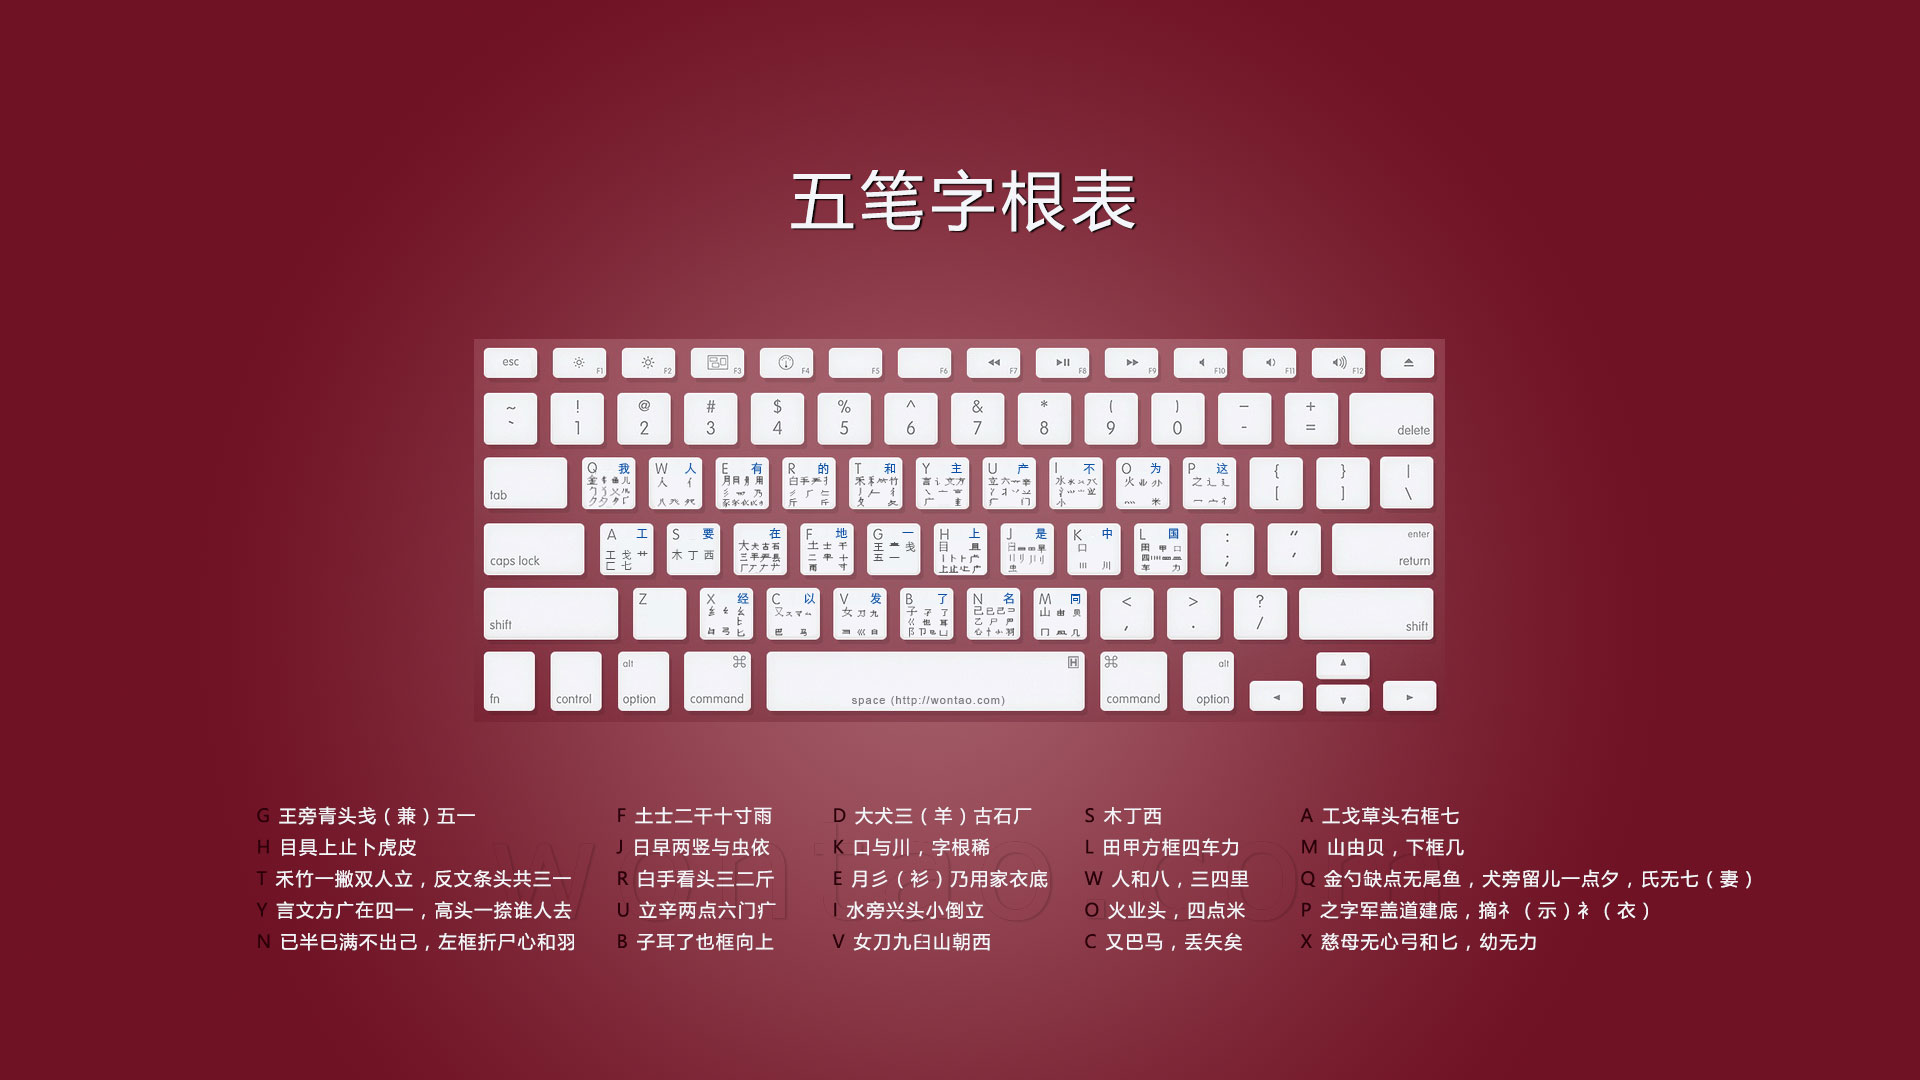 五笔字根表
esc F1 F2 F3 F4 F5 F6 F7 F8 F9 F10 F11 F12
~ ! @ # $ % ^ & * ( ) – +
` 1 2 3 4 5 6 7 8 9 0 - = delete
tab Q 我 W 人 E 有 R 的 T 和 Y 主 U 产 I 不 O 为 P 这 { [ } ] | \
caps lock A 工 S 要 在 F 地 G 一 H 上 J 是 K 中 L 国 : ; " ' enter return
shift Z X 经 C 以 V 发 B 了 N 名 M 同 < , > . ? / shift
fn control alt option ⌘ command space (http://wontao.com) H ⌘ command alt option
G 王旁青头戋（兼）五一 F 土士二干十寸雨 D 大犬三（羊）古石厂 S 木丁西 A 工戈草头右框七
H 目具上止卜虎皮 J 日早两竖与虫依 K 口与川，字根稀 L 田甲方框四车力 M 山由贝，下框几
T 禾竹一撇双人立，反文条头共三一 R 白手看头三二斤 E 月彡（衫）乃用家衣底 W 人和八，三四里 Q 金勺缺点无尾鱼，犬旁留儿一点夕，氏无七（妻）
Y 言文方广在四一，高头一捺谁人去 U 立辛两点六门疒 I 水旁兴头小倒立 O 火业头，四点米 P 之字军盖道建底，摘礻（示）衤（衣）
N 已半巳满不出己，左框折尸心和羽 B 子耳了也框向上 V 女刀九臼山朝西 C 又巴马，丢矢矣 X 慈母无心弓和匕，幼无力